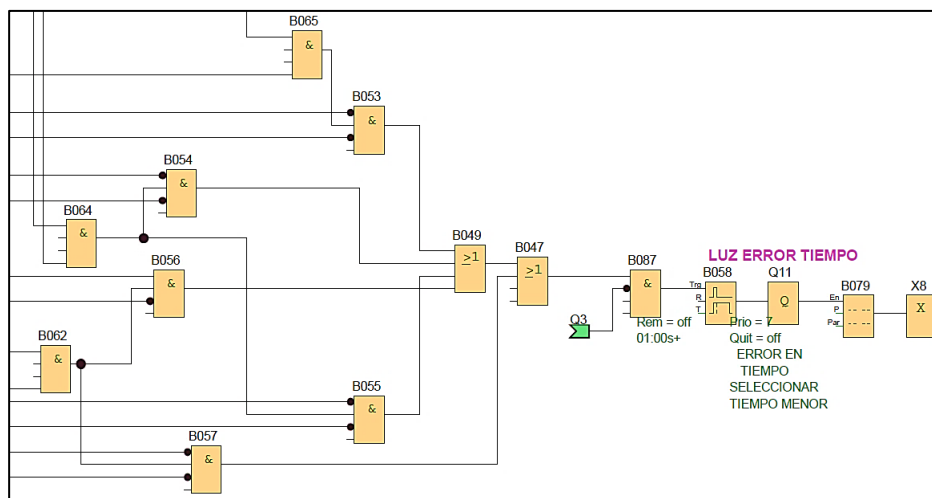 B065
&
B053
&
B054
&
B064
&
B056
&
B049
≥1
B047
≥1
B087
&
LUZ ERROR TIEMPO
B058
Trg
R
T
Q11
Q
B079
En
P
Par
X8
X
Q3
Rem = off
01:00s+
Prio = 7
Quit = off
ERROR EN
TIEMPO
SELECCIONAR
TIEMPO MENOR
B062
&
B055
&
B057
&